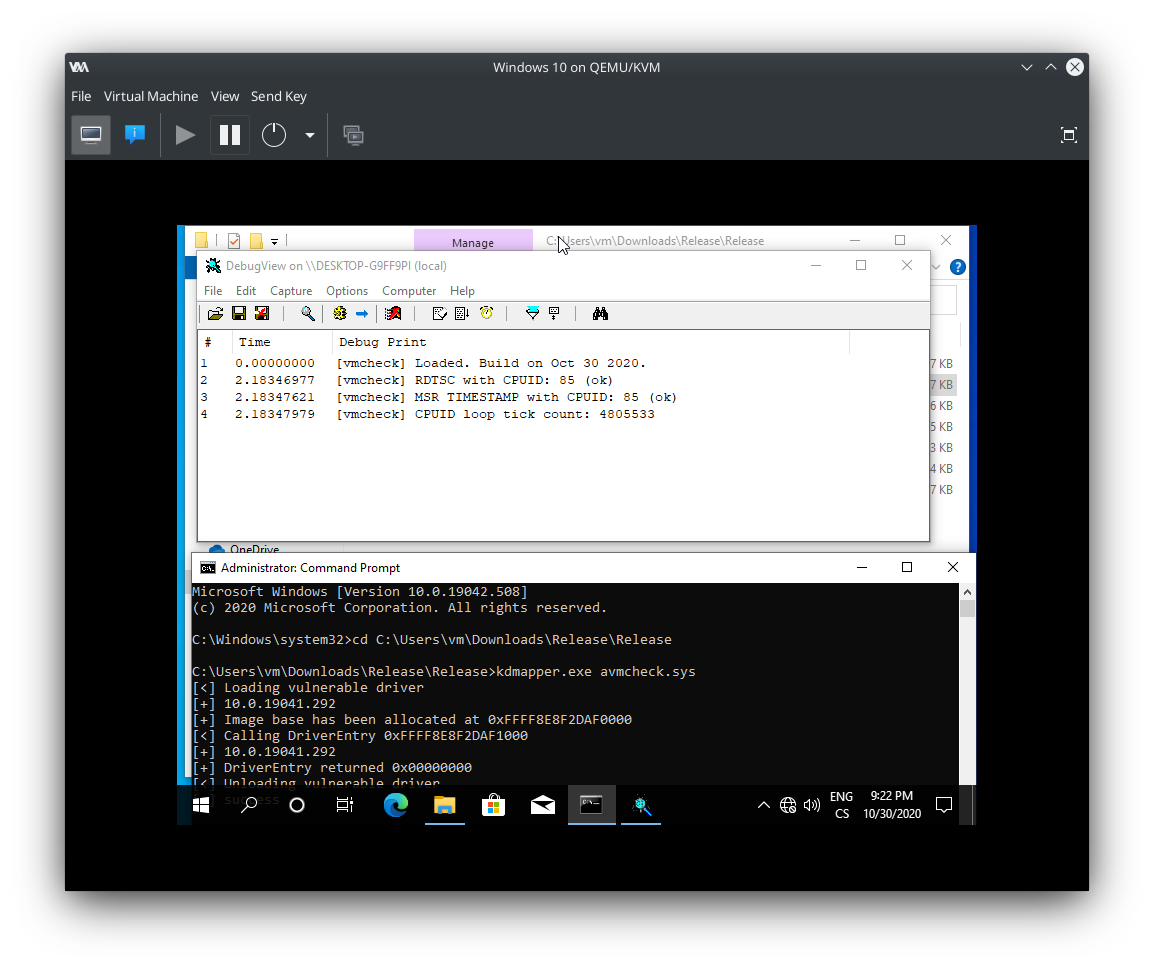 Windows 10 on QEMU/KVM
File Virtual Machine View Send Key
Manage
C:\Users\vm\Downloads\Release\Release
DebugView on \\DESKTOP-G9FF9PI (local)
File Edit Capture Options Computer Help
# Time Debug Print
1 0.00000000 [vmcheck] Loaded. Build on Oct 30 2020.
7 KB
2 2.18346977 [vmcheck] RDTSC with CPUID: 85 (ok)
7 KB
3 2.18347621 [vmcheck] MSR TIMESTAMP with CPUID: 85 (ok)
6 KB
4 2.18347979 [vmcheck] CPUID loop tick count: 4805533
5 KB
3 KB
4 KB
7 KB
OneDrive
Administrator: Command Prompt
Microsoft Windows [Version 10.0.19042.508]
(c) 2020 Microsoft Corporation. All rights reserved.
C:\Windows\system32>cd C:\Users\vm\Downloads\Release\Release
C:\Users\vm\Downloads\Release\Release>kdmapper.exe avmcheck.sys
[<] Loading vulnerable driver
[+] 10.0.19041.292
[+] Image base has been allocated at 0xFFFF8E8F2DAF0000
[<] Calling DriverEntry 0xFFFF8E8F2DAF1000
[+] 10.0.19041.292
[+] DriverEntry returned 0x00000000
[<] Unloading vulnerable driver
success
ENG
CS
9:22 PM
10/30/2020